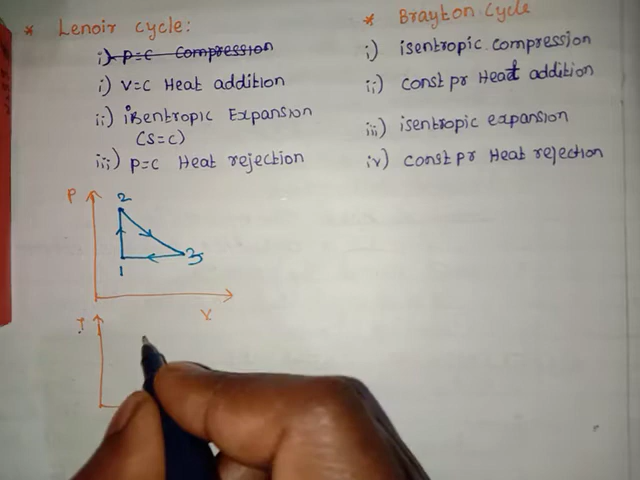 * Lenoir cycle:
i) P=C Compression
i) V=C Heat addition
ii) isentropic Expansion
(S=C)
iii) P=C Heat rejection
* Brayton Cycle
i) isentropic compression
ii) const pr Heat addition
iii) isentropic expansion
iv) const pr Heat rejection
P
2
1
3
V
T